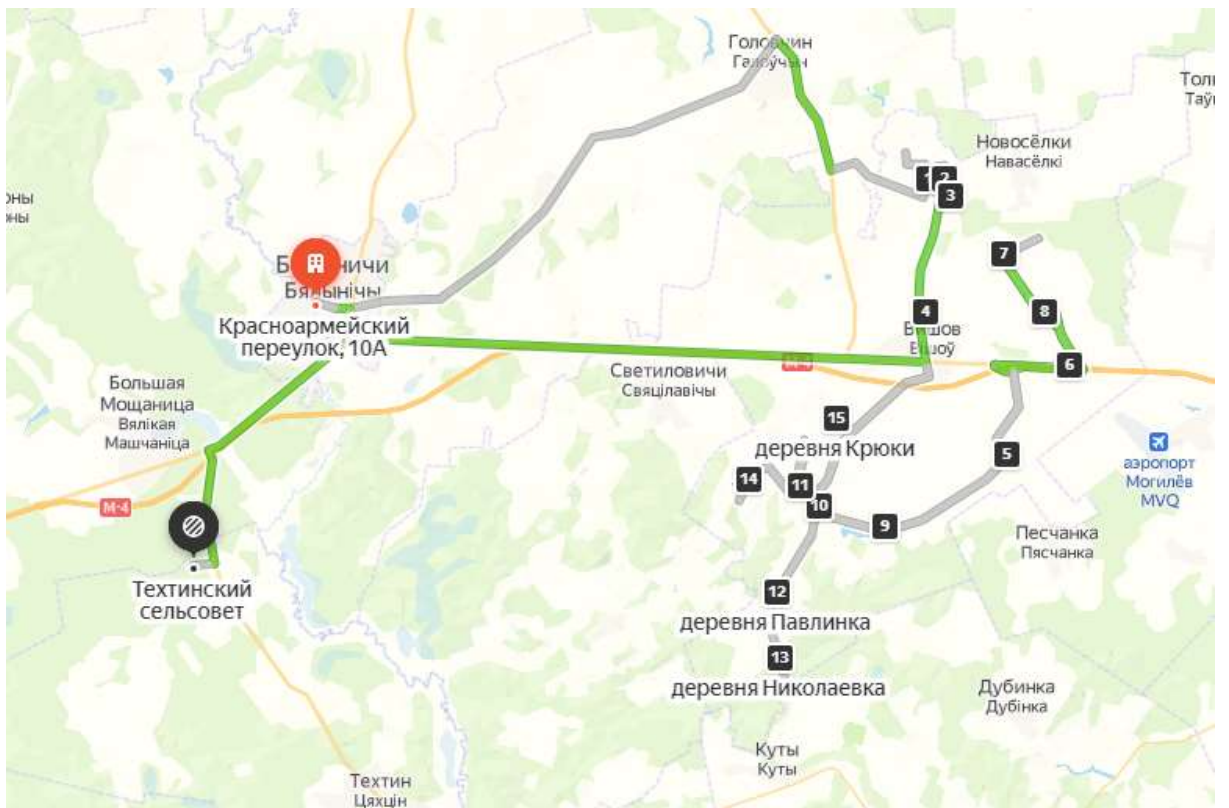 Головчин
Галоўчын
Новосёлки
Навасёлкі
1
2
3
7
4
8
6
Бялынічы
Красноармейский
переулок, 10А
Светиловичи
Свяцілавічы
Большая
Мощаница
Вялікая
Машчаніца
15
деревня Крюки
5
аэропорт
Могилёв
MVQ
14
11
10
9
М-4
Песчанка
Пясчанка
Техтинский
сельсовет
12
деревня Павлинка
13
деревня Николаевка
Дубинка
Дубінка
Куты
Куты
Техтин
Цяхцін